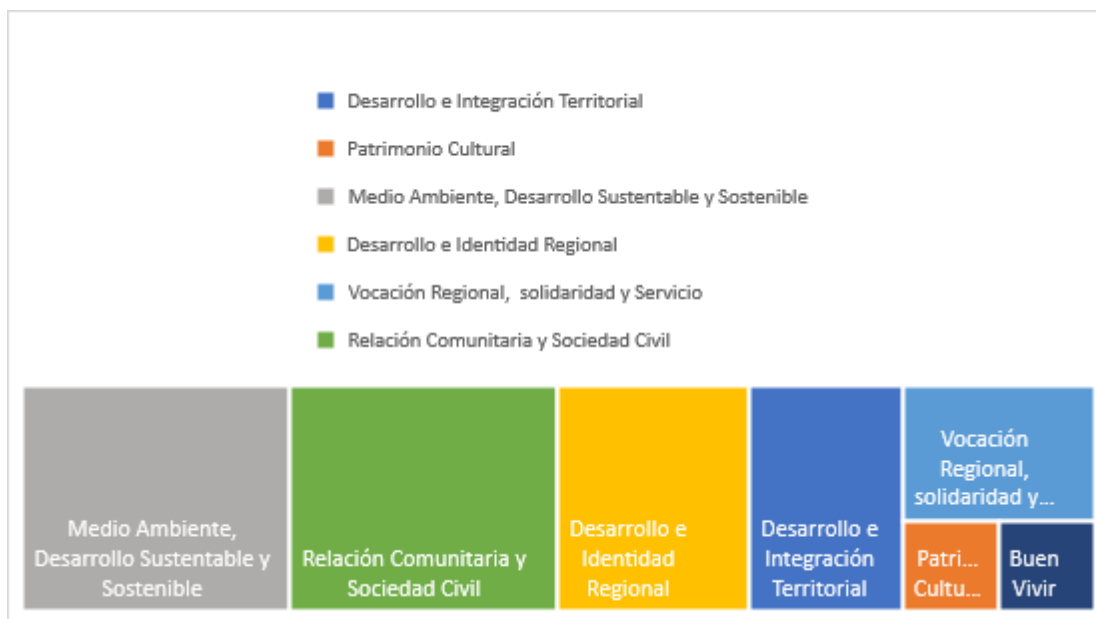 Desarrollo e Integración Territorial
Patrimonio Cultural
Medio Ambiente, Desarrollo Sustentable y Sostenible
Desarrollo e Identidad Regional
Vocación Regional, solidaridad y Servicio
Relación Comunitaria y Sociedad Civil
Medio Ambiente,
Desarrollo Sustentable y
Sostenible
Relación Comunitaria y
Sociedad Civil
Desarrollo e
Identidad
Regional
Desarrollo e
Integración
Territorial
Vocación
Regional,
solidaridad y...
Patri...
Cultu...
Buen
Vivir